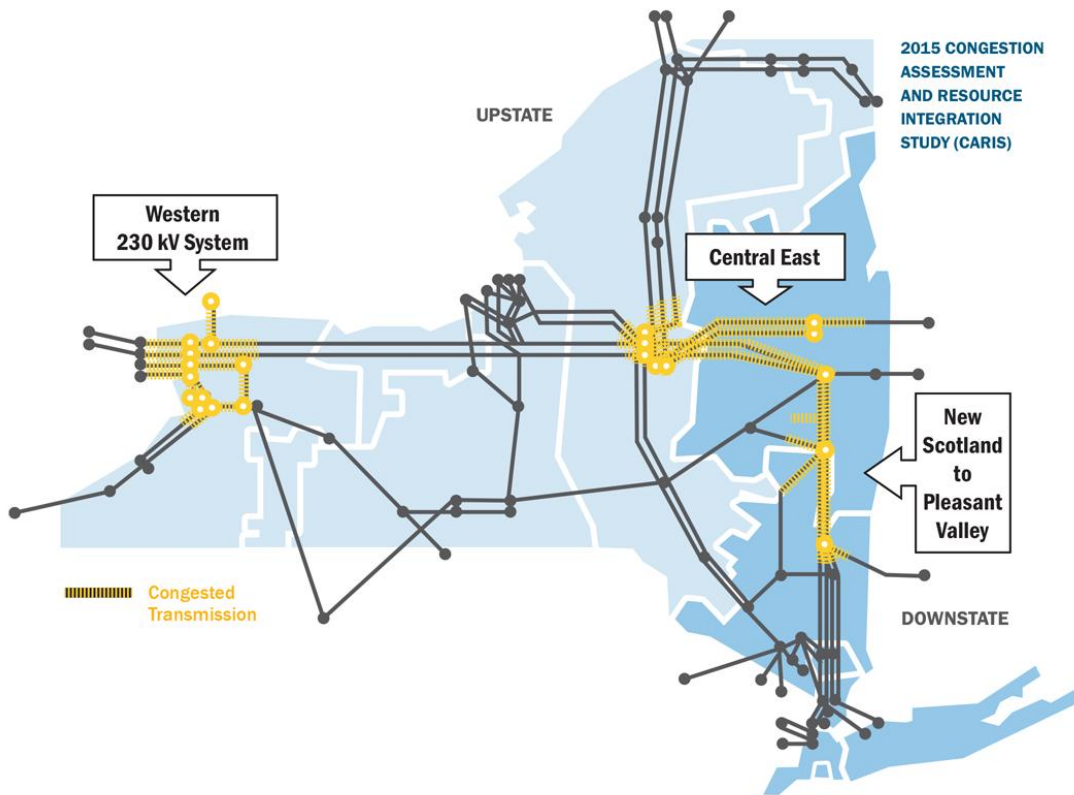 2015 CONGESTION
ASSESSMENT
AND RESOURCE
INTEGRATION
STUDY (CARIS)
UPSTATE
Western
230 kV System
Central East
New
Scotland
to
Pleasant
Valley
Congested
Transmission
DOWNSTATE